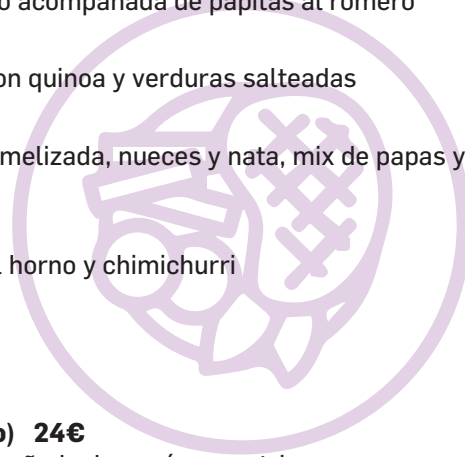 acompañada de papitas al romero
on quinoa y verduras salteadas
melizada, nueces y nata, mix de papas y
horno y chimichurri
) 24€